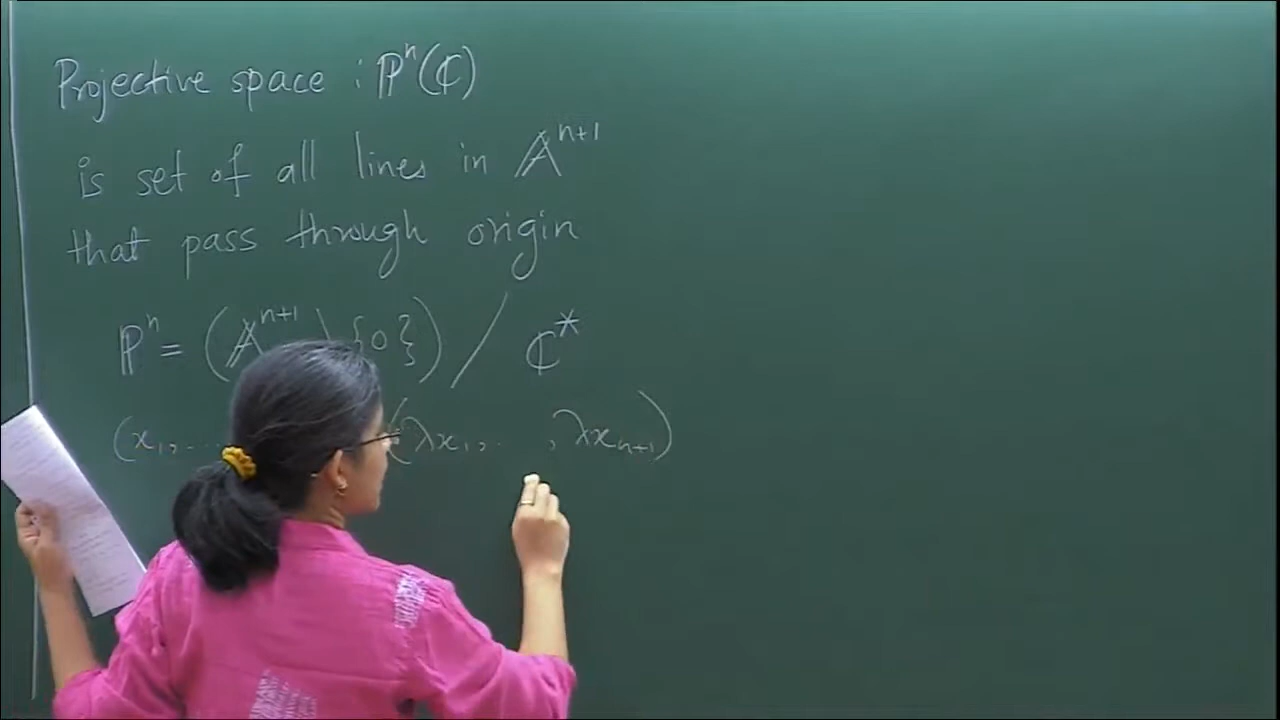 Projective space : ℙⁿ(ℂ)
is set of all lines in 𝔸ⁿ⁺¹
that pass through origin
ℙⁿ = (𝔸ⁿ⁺¹ \ {0}) / ℂ*
(x₁,... (λx₁,.. , λxₙ₊₁)